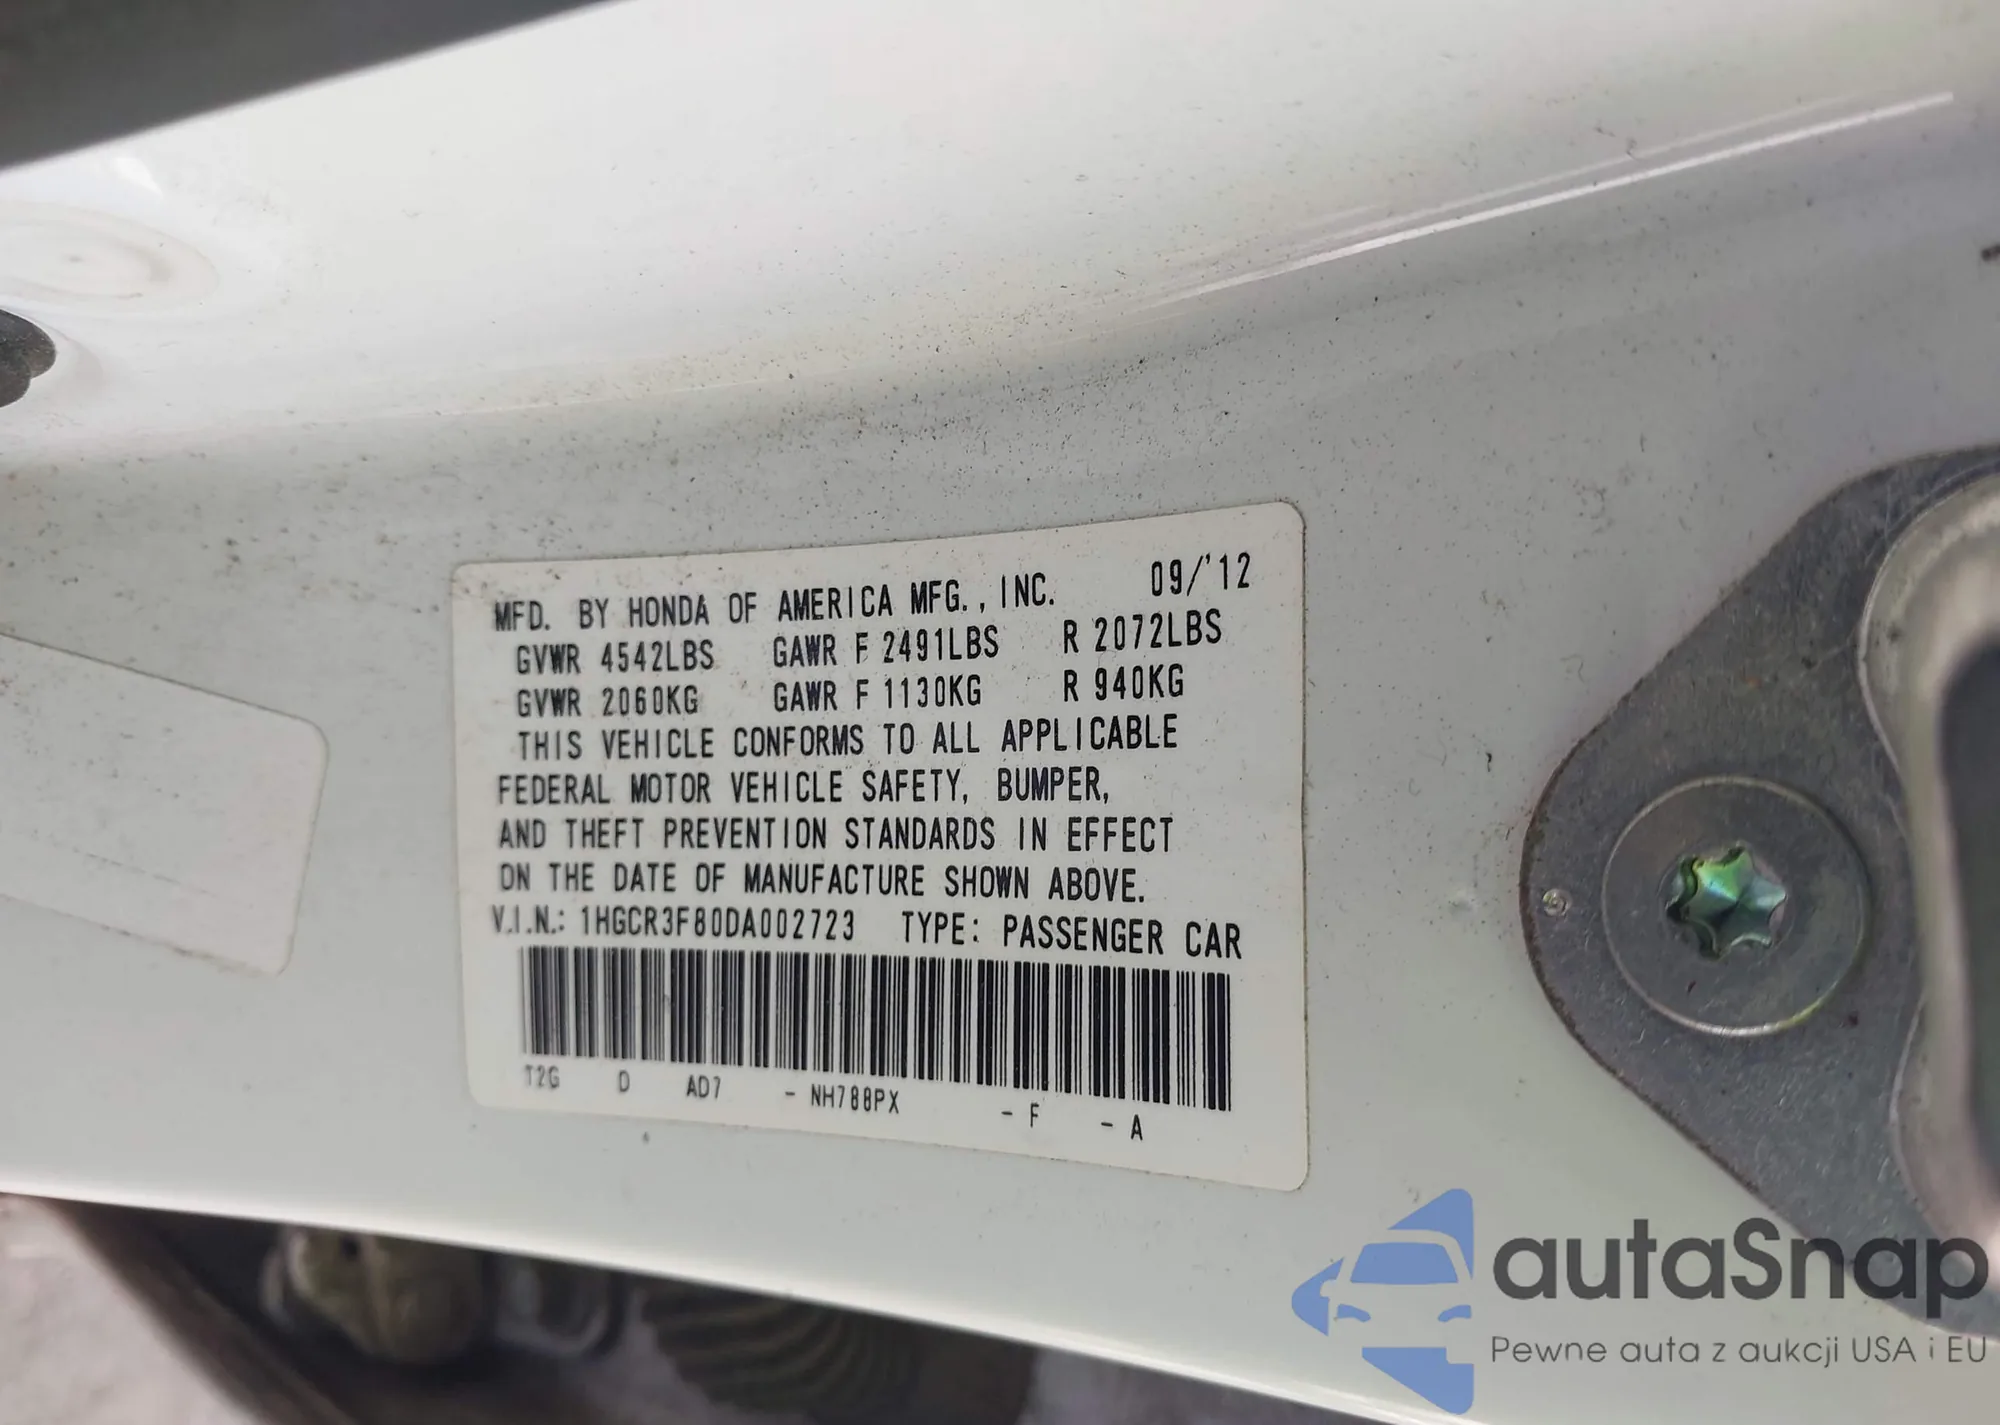 MFD. BY HONDA OF AMERICA MFG., INC. 09/'12
GVWR 4542LBS GAWR F 2491LBS R 2072LBS
GVWR 2060KG GAWR F 1130KG R 940KG
THIS VEHICLE CONFORMS TO ALL APPLICABLE
FEDERAL MOTOR VEHICLE SAFETY, BUMPER,
AND THEFT PREVENTION STANDARDS IN EFFECT
ON THE DATE OF MANUFACTURE SHOWN ABOVE.
V.I.N.: 1HGCR3F80DA002723 TYPE: PASSENGER CAR
T2G D AD7 - NH788PX - F - A
autaSnap
Pewne auta z aukcji USA i EU